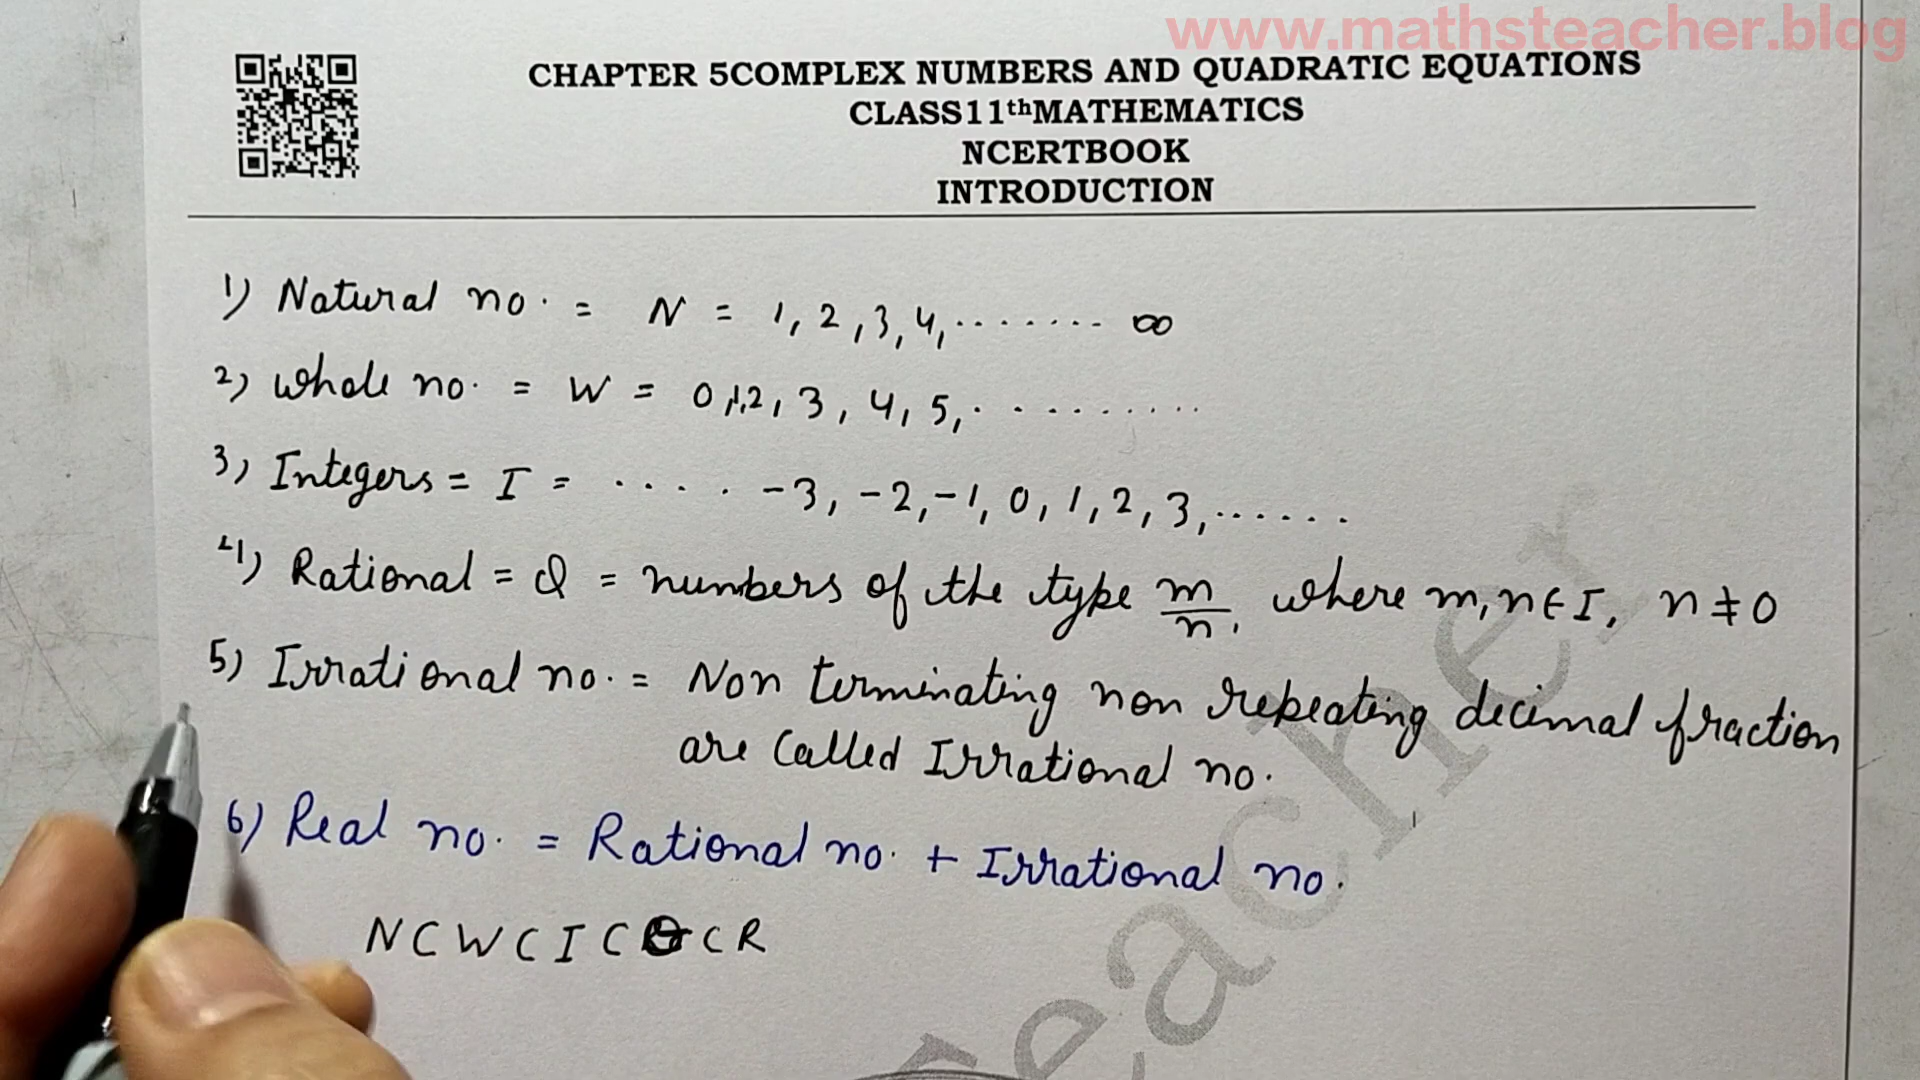 www.mathsteacher.blog
CHAPTER 5COMPLEX NUMBERS AND QUADRATIC EQUATIONS
CLASS11thMATHEMATICS
NCERTBOOK
INTRODUCTION
1) Natural no. = N = 1, 2, 3, 4, ........ ∞
2) Whole no. = W = 0,1,2, 3, 4, 5, ..........
3) Integers = I = ..... -3, -2, -1, 0, 1, 2, 3, ......
4) Rational = Q = numbers of the type m/n, where m, n ∈ I, n ≠ 0
5) Irrational no. = Non terminating non repeating decimal fraction
are called Irrational no.
6) Real no. = Rational no. + Irrational no.
N ⊂ W ⊂ I ⊂ Q ⊂ R
eacher